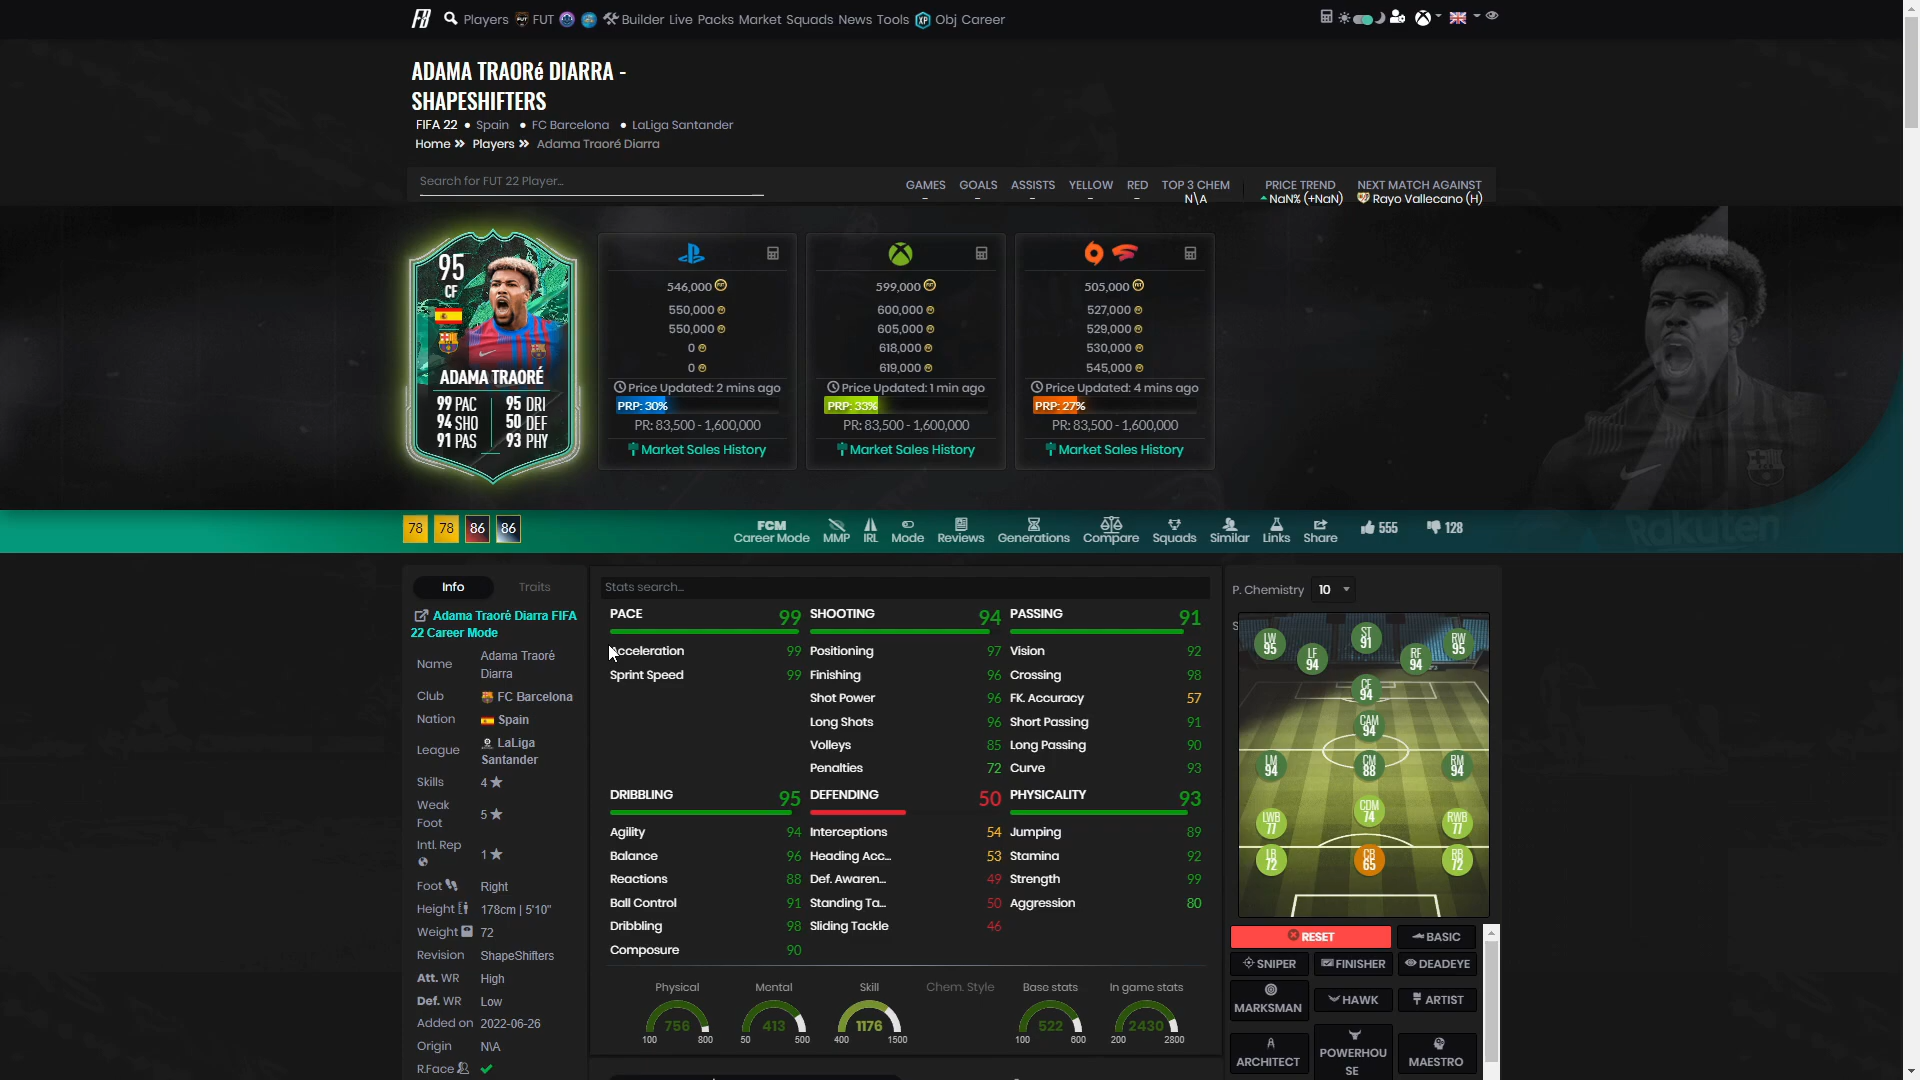 FB Players FUT Builder Live Packs Market Squads News Tools XP Obj Career
ADAMA TRAORé DIARRA -
SHAPESHIFTERS
FIFA 22 • Spain • FC Barcelona • LaLiga Santander
Home » Players » Adama Traoré Diarra
Search for FUT 22 Player...
GAMES GOALS ASSISTS YELLOW RED TOP 3 CHEM PRICE TREND NEXT MATCH AGAINST
- - - - - N\A NaN% (+NaN) Rayo Vallecano (H)
95
CF
ADAMA TRAORÉ
99 PAC 95 DRI
94 SHO 50 DEF
91 PAS 93 PHY
546,000
550,000
550,000
0
0
Price Updated: 2 mins ago
PRP: 30%
PR: 83,500 - 1,600,000
Market Sales History
599,000
600,000
605,000
618,000
619,000
Price Updated: 1 min ago
PRP: 33%
PR: 83,500 - 1,600,000
Market Sales History
505,000
527,000
529,000
530,000
545,000
Price Updated: 4 mins ago
PRP: 27%
PR: 83,500 - 1,600,000
Market Sales History
Rakuten
78 78 86 86
FCM
Career Mode MMP IRL Mode Reviews Generations Compare Squads Similar Links Share 555 128
Info Traits
Adama Traoré Diarra FIFA
22 Career Mode
Name Adama Traoré
Diarra
Club FC Barcelona
Nation Spain
League LaLiga
Santander
Skills 4
Weak
Foot 5
Intl. Rep
1
Foot Right
Height 178cm | 5'10"
Weight 72
Revision ShapeShifters
Att. WR High
Def. WR Low
Added on 2022-06-26
Origin N\A
R.Face
Stats search...
PACE 99
Acceleration 99
Sprint Speed 99
SHOOTING 94
Positioning 97
Finishing 96
Shot Power 96
Long Shots 96
Volleys 85
Penalties 72
PASSING 91
Vision 92
Crossing 98
FK. Accuracy 57
Short Passing 91
Long Passing 90
Curve 93
DRIBBLING 95
Agility 94
Balance 96
Reactions 88
Ball Control 91
Dribbling 98
Composure 90
DEFENDING 50
Interceptions 54
Heading Acc... 53
Def. Awaren... 49
Standing Ta... 50
Sliding Tackle 46
PHYSICALITY 93
Jumping 89
Stamina 92
Strength 99
Aggression 80
Physical Mental Skill Chem. Style Base stats In game stats
756 413 1176 522 2430
100 800 50 500 400 1500 100 600 200 2800
P. Chemistry 10
S
LW
95
ST
91
RW
95
LF
94
RF
94
CF
94
CAM
94
LM
94
CM
88
RM
94
CDM
74
LWB
77
RWB
77
LB
72
CB
65
RB
72
RESET BASIC
SNIPER FINISHER DEADEYE
MARKSMAN HAWK ARTIST
ARCHITECT POWERHOU
SE MAESTRO